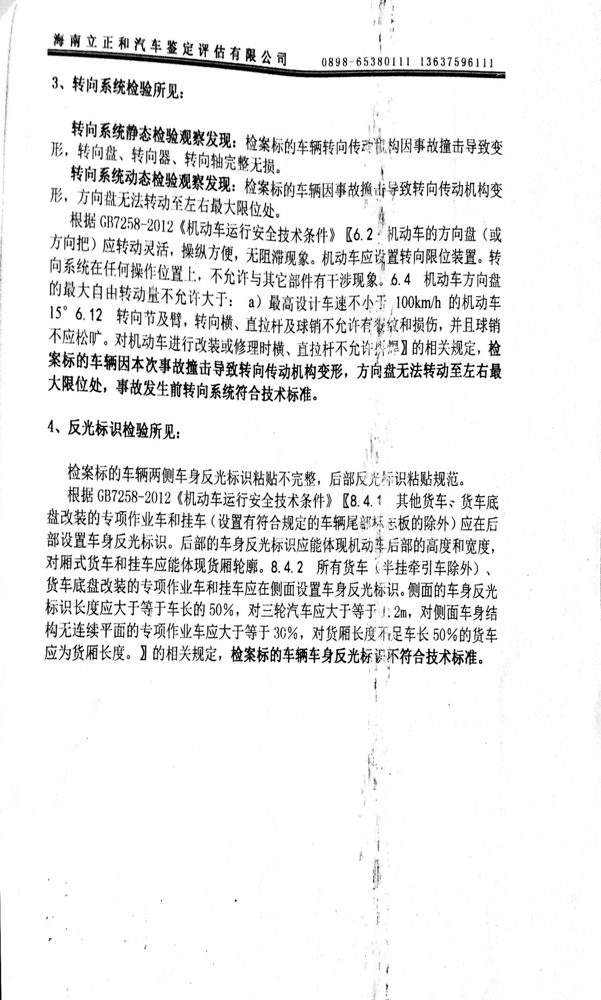 海南立正和汽车鉴定评估有限公司 0898-65380111 13637596111
3、转向系统检验所见：
转向系统静态检验观察发现：检案标的车辆转向传动机构因事故撞击导致变
形，转向盘、转向器、转向轴完整无损。
转向系统动态检验观察发现：检案标的车辆因事故撞击导致转向传动机构变
形，方向盘无法转动至左右最大限位处。
根据 GB7258-2012《机动车运行安全技术条件》〖6.2 机动车的方向盘（或
方向把）应转动灵活，操纵方便，无阻滞现象。机动车应设置转向限位装置。转
向系统在任何操作位置上，不允许与其它部件有干涉现象。6.4 机动车方向盘
的最大自由转动量不允许大于： a）最高设计车速不小于 100km/h 的机动车
15° 6.12 转向节及臂，转向横、直拉杆及球销不允许有裂纹和损伤，并且球销
不应松旷。对机动车进行改装或修理时横、直拉杆不允许拼焊〗的相关规定，检
案标的车辆因本次事故撞击导致转向传动机构变形，方向盘无法转动至左右最
大限位处，事故发生前转向系统符合技术标准。
4、反光标识检验所见：
检案标的车辆两侧车身反光标识粘贴不完整，后部反光标识粘贴规范。
根据 GB7258-2012《机动车运行安全技术条件》〖8.4.1 其他货车、货车底
盘改装的专项作业车和挂车（设置有符合规定的车辆尾部标志板的除外）应在后
部设置车身反光标识。后部的车身反光标识应能体现机动车后部的高度和宽度，
对厢式货车和挂车应能体现货厢轮廓。8.4.2 所有货车（半挂牵引车除外）、
货车底盘改装的专项作业车和挂车应在侧面设置车身反光标识。侧面的车身反光
标识长度应大于等于车长的 50%，对三轮汽车应大于等于 1.2m，对侧面车身结
构无连续平面的专项作业车应大于等于 30%，对货厢长度不足车长 50%的货车
应为货厢长度。〗的相关规定，检案标的车辆车身反光标识不符合技术标准。